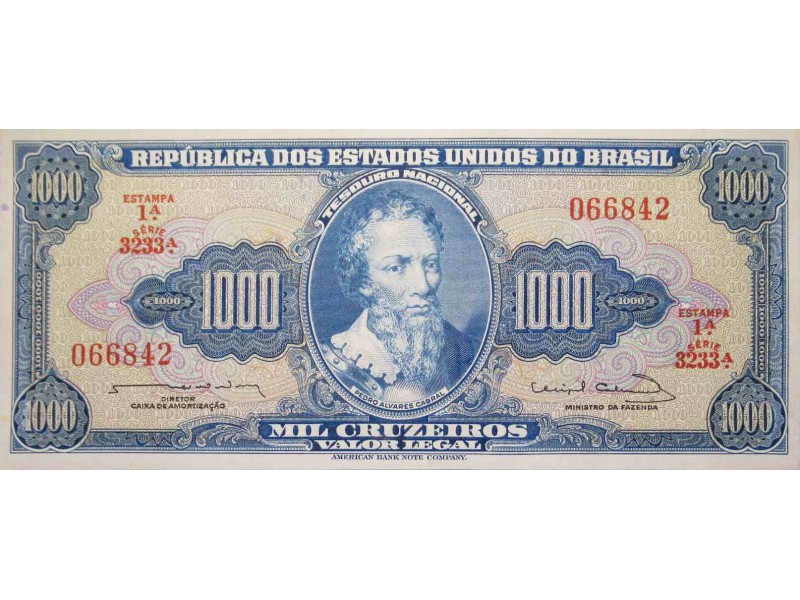 REPÚBLICA DOS ESTADOS UNIDOS DO BRASIL
1000
1000
TESOURO NACIONAL
ESTAMPA
1ª
SÉRIE
3233A.
066842
1000
1000
1000
1000
ESTAMPA
1ª
SÉRIE
3233A.
066842
PEDRO ALVARES CABRAL
DIRETOR
CAIXA DE AMORTIZAÇÃO
MINISTRO DA FAZENDA
1000
1000
MIL CRUZEIROS
VALOR LEGAL
AMERICAN BANK NOTE COMPANY.